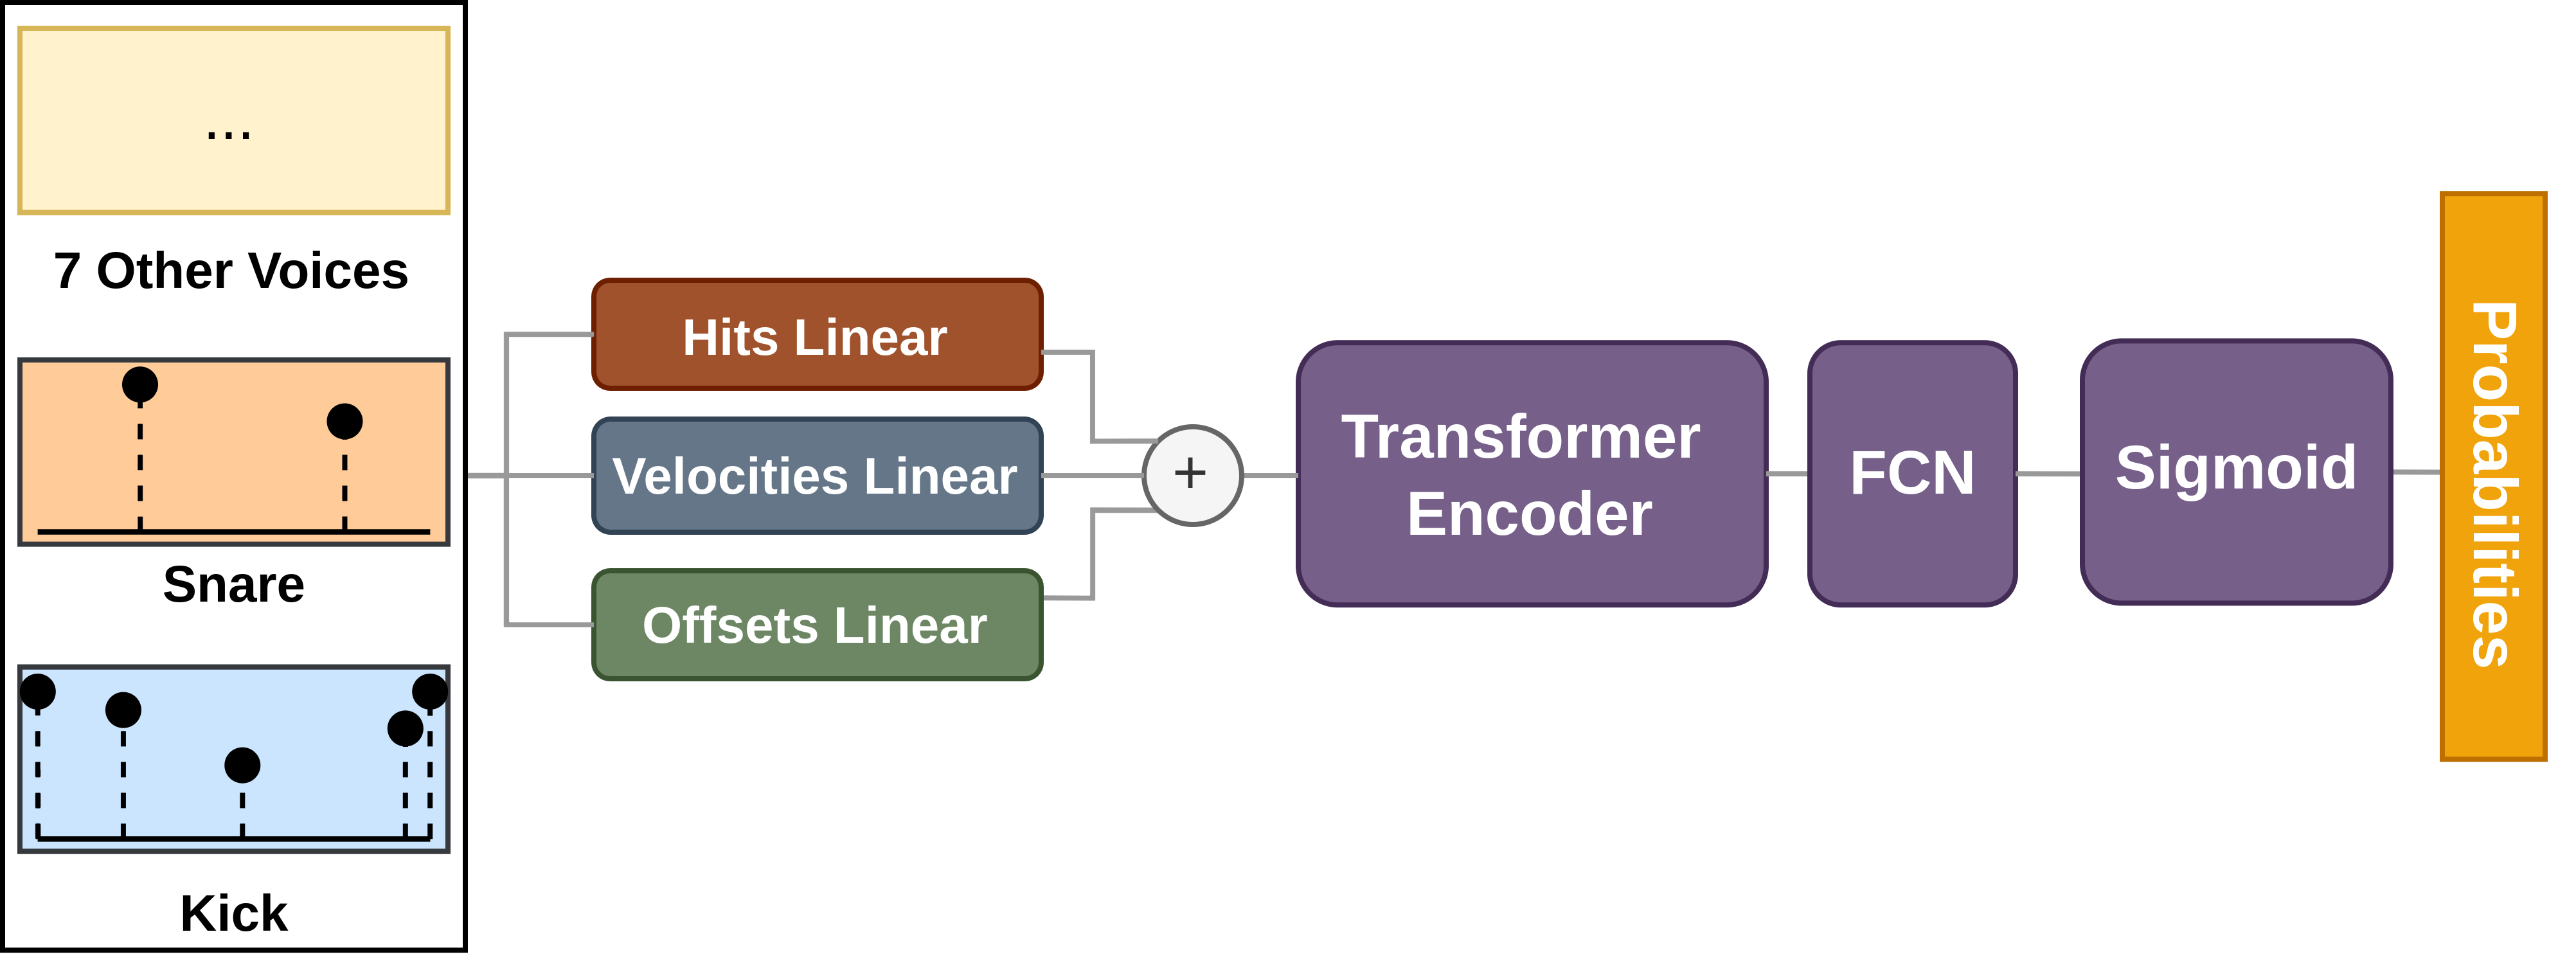 ...
7 Other Voices
Snare
Kick
Hits Linear
Velocities Linear
Offsets Linear
+
Transformer
Encoder
FCN
Sigmoid
Probabilities